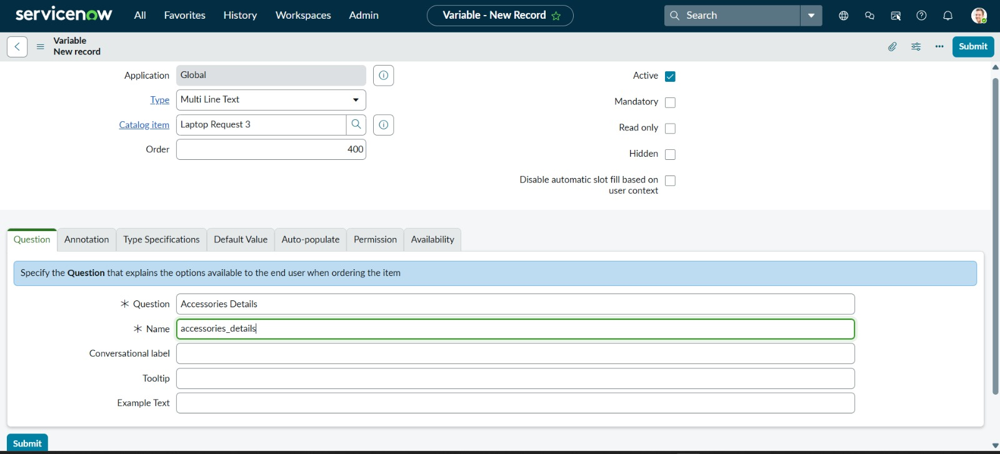 servicenow All Favorites History Workspaces Admin Variable - New Record Search
Variable
New record
Submit
Application Global
Active
Type Multi Line Text
Mandatory
Catalog item Laptop Request 3
Read only
Order 400
Hidden
Disable automatic slot fill based on
user context
Question Annotation Type Specifications Default Value Auto-populate Permission Availability
Specify the Question that explains the options available to the end user when ordering the item
Question Accessories Details
Name accessories_details
Conversational label
Tooltip
Example Text
Submit